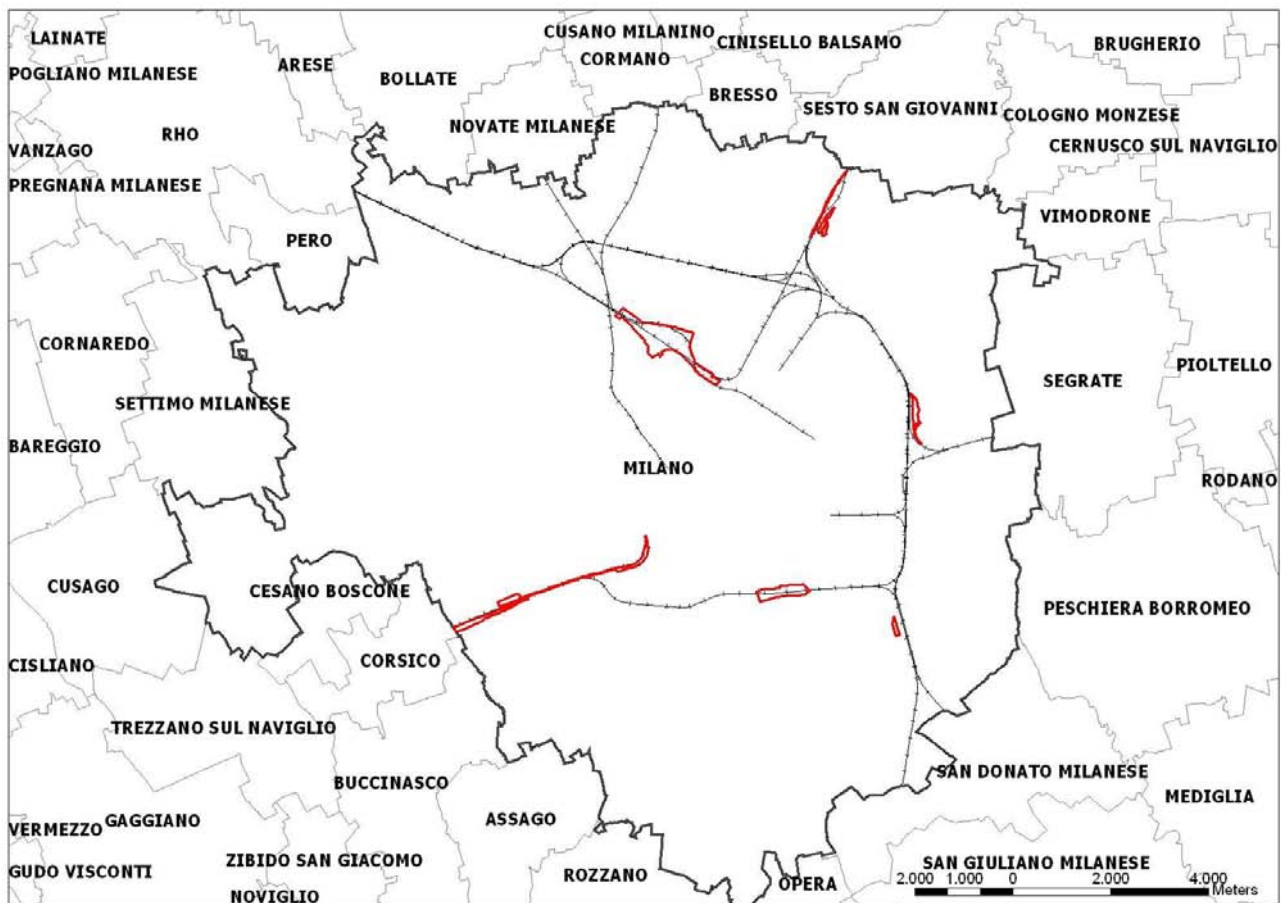 LAINATE
CUSANO MILANINO
CINISELLO BALSAMO
BRUGHERIO
POGLIANO MILANESE
ARESE
BOLLATE
CORMANO
BRESSO
SESTO SAN GIOVANNI
COLOGNO MONZESE
RHO
NOVATE MILANESE
VANZAGO
CERNUSCO SUL NAVIGLIO
PREGNANA MILANESE
PERO
VIMODRONE
CORNAREDO
PIOLTELLO
SEGRATE
SETTIMO MILANESE
BAREGGIO
MILANO
RODANO
CUSAGO
CESANO BOSCONE
PESCHIERA BORROMEO
CISLIANO
CORSICO
TREZZANO SUL NAVIGLIO
BUCCINASCO
SAN DONATO MILANESE
MEDIGLIA
VERMEZZO
GAGGIANO
ASSAGO
GUDO VISCONTI
ZIBIDO SAN GIACOMO
ROZZANO
OPERA
SAN GIULIANO MILANESE
NOVIGLIO
2.000 1.000 0 2.000 4.000
Meters